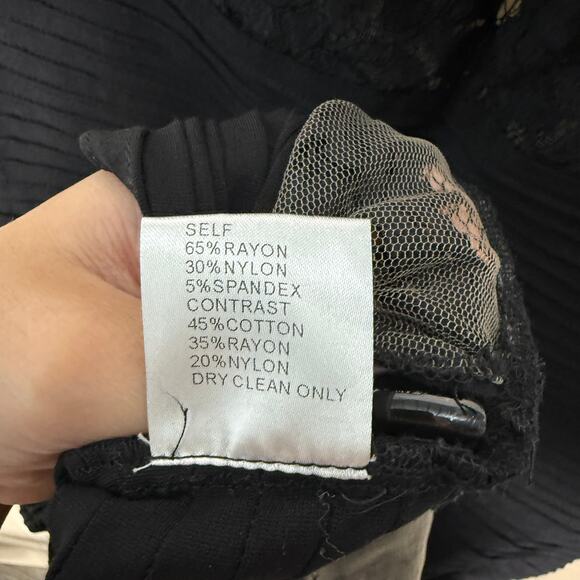 SELF
65%RAYON
30%NYLON
5%SPANDEX
CONTRAST
45%COTTON
35%RAYON
20%NYLON
DRY CLEAN ONLY